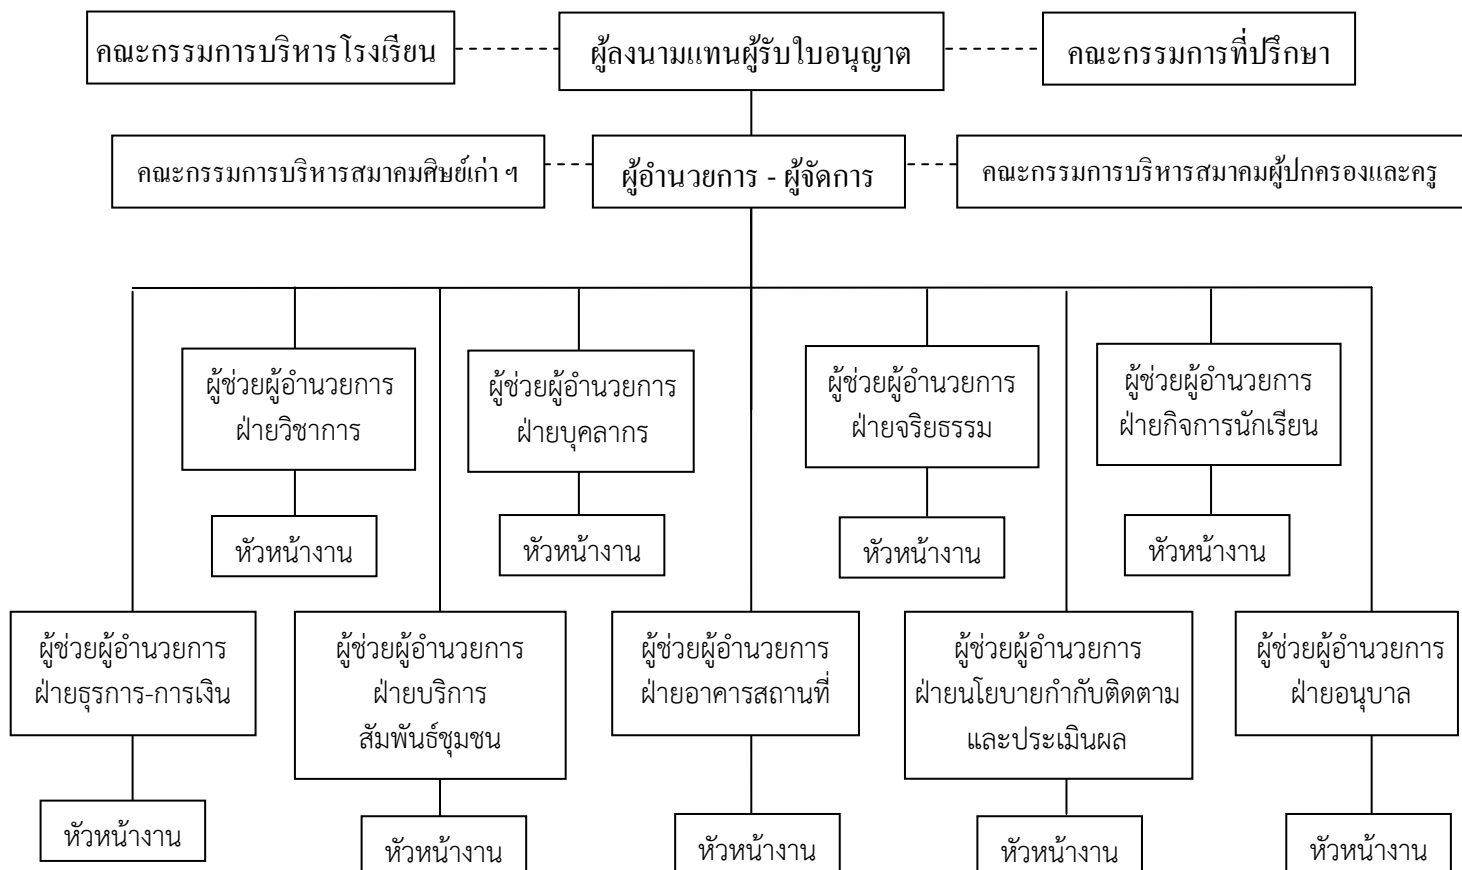 คณะกรรมการบริหารโรงเรียน
ผู้ลงนามแทนผู้รับใบอนุญาต
คณะกรรมการที่ปรึกษา
คณะกรรมการบริหารสมาคมศิษย์เก่า ฯ
ผู้อำนวยการ - ผู้จัดการ
คณะกรรมการบริหารสมาคมผู้ปกครองและครู
ผู้ช่วยผู้อำนวยการ
ฝ่ายวิชาการ
ผู้ช่วยผู้อำนวยการ
ฝ่ายบุคลากร
ผู้ช่วยผู้อำนวยการ
ฝ่ายจริยธรรม
ผู้ช่วยผู้อำนวยการ
ฝ่ายกิจการนักเรียน
หัวหน้างาน
หัวหน้างาน
หัวหน้างาน
หัวหน้างาน
ผู้ช่วยผู้อำนวยการ
ฝ่ายธุรการ-การเงิน
ผู้ช่วยผู้อำนวยการ
ฝ่ายบริการ
สัมพันธ์ชุมชน
ผู้ช่วยผู้อำนวยการ
ฝ่ายอาคารสถานที่
ผู้ช่วยผู้อำนวยการ
ฝ่ายนโยบายกำกับติดตาม
และประเมินผล
ผู้ช่วยผู้อำนวยการ
ฝ่ายอนุบาล
หัวหน้างาน
หัวหน้างาน
หัวหน้างาน
หัวหน้างาน
หัวหน้างาน